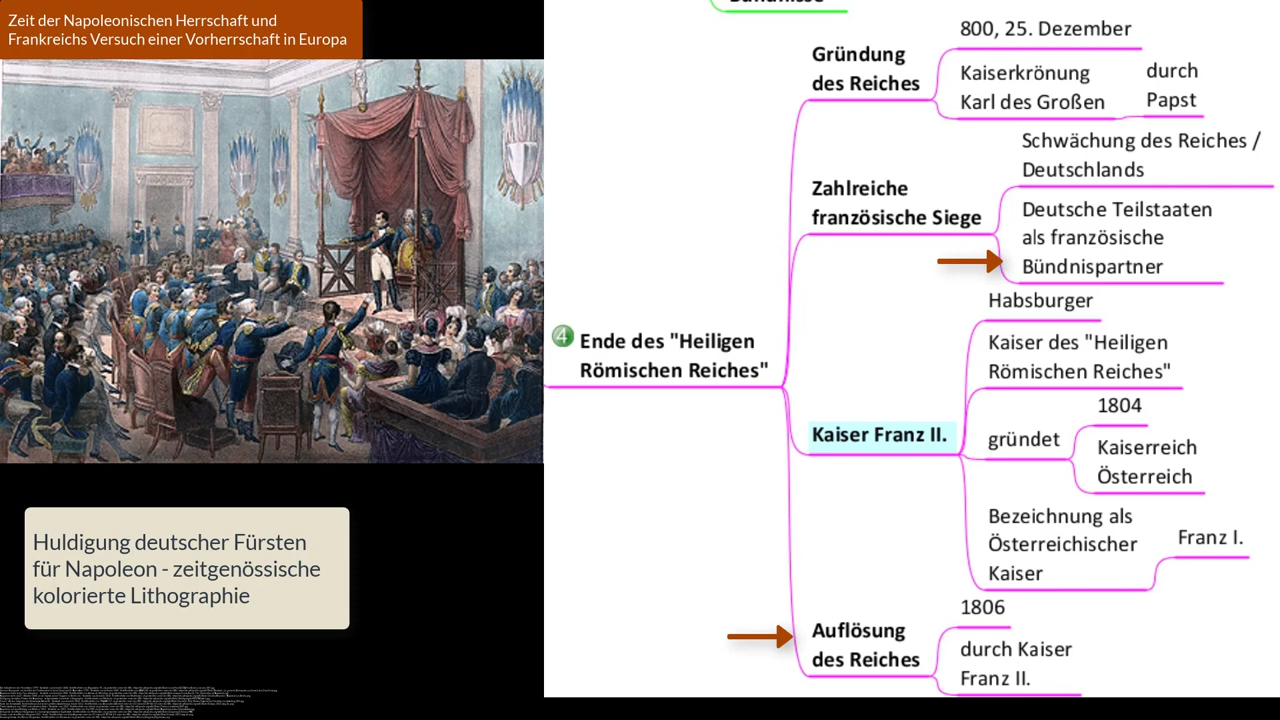 Zeit der Napoleonischen Herrschaft und
Frankreichs Versuch einer Vorherrschaft in Europa
Huldigung deutscher Fürsten
für Napoleon - zeitgenössische
kolorierte Lithographie
4
Ende des "Heiligen
Römischen Reiches"
Gründung
des Reiches
800, 25. Dezember
Kaiserkrönung
Karl des Großen
durch
Papst
Zahlreiche
französische Siege
Schwächung des Reiches /
Deutschlands
Deutsche Teilstaaten
als französische
Bündnispartner
Kaiser Franz II.
Habsburger
Kaiser des "Heiligen
Römischen Reiches"
gründet
1804
Kaiserreich
Österreich
Bezeichnung als
Österreichischer
Kaiser
Franz I.
Auflösung
des Reiches
1806
durch Kaiser
Franz II.